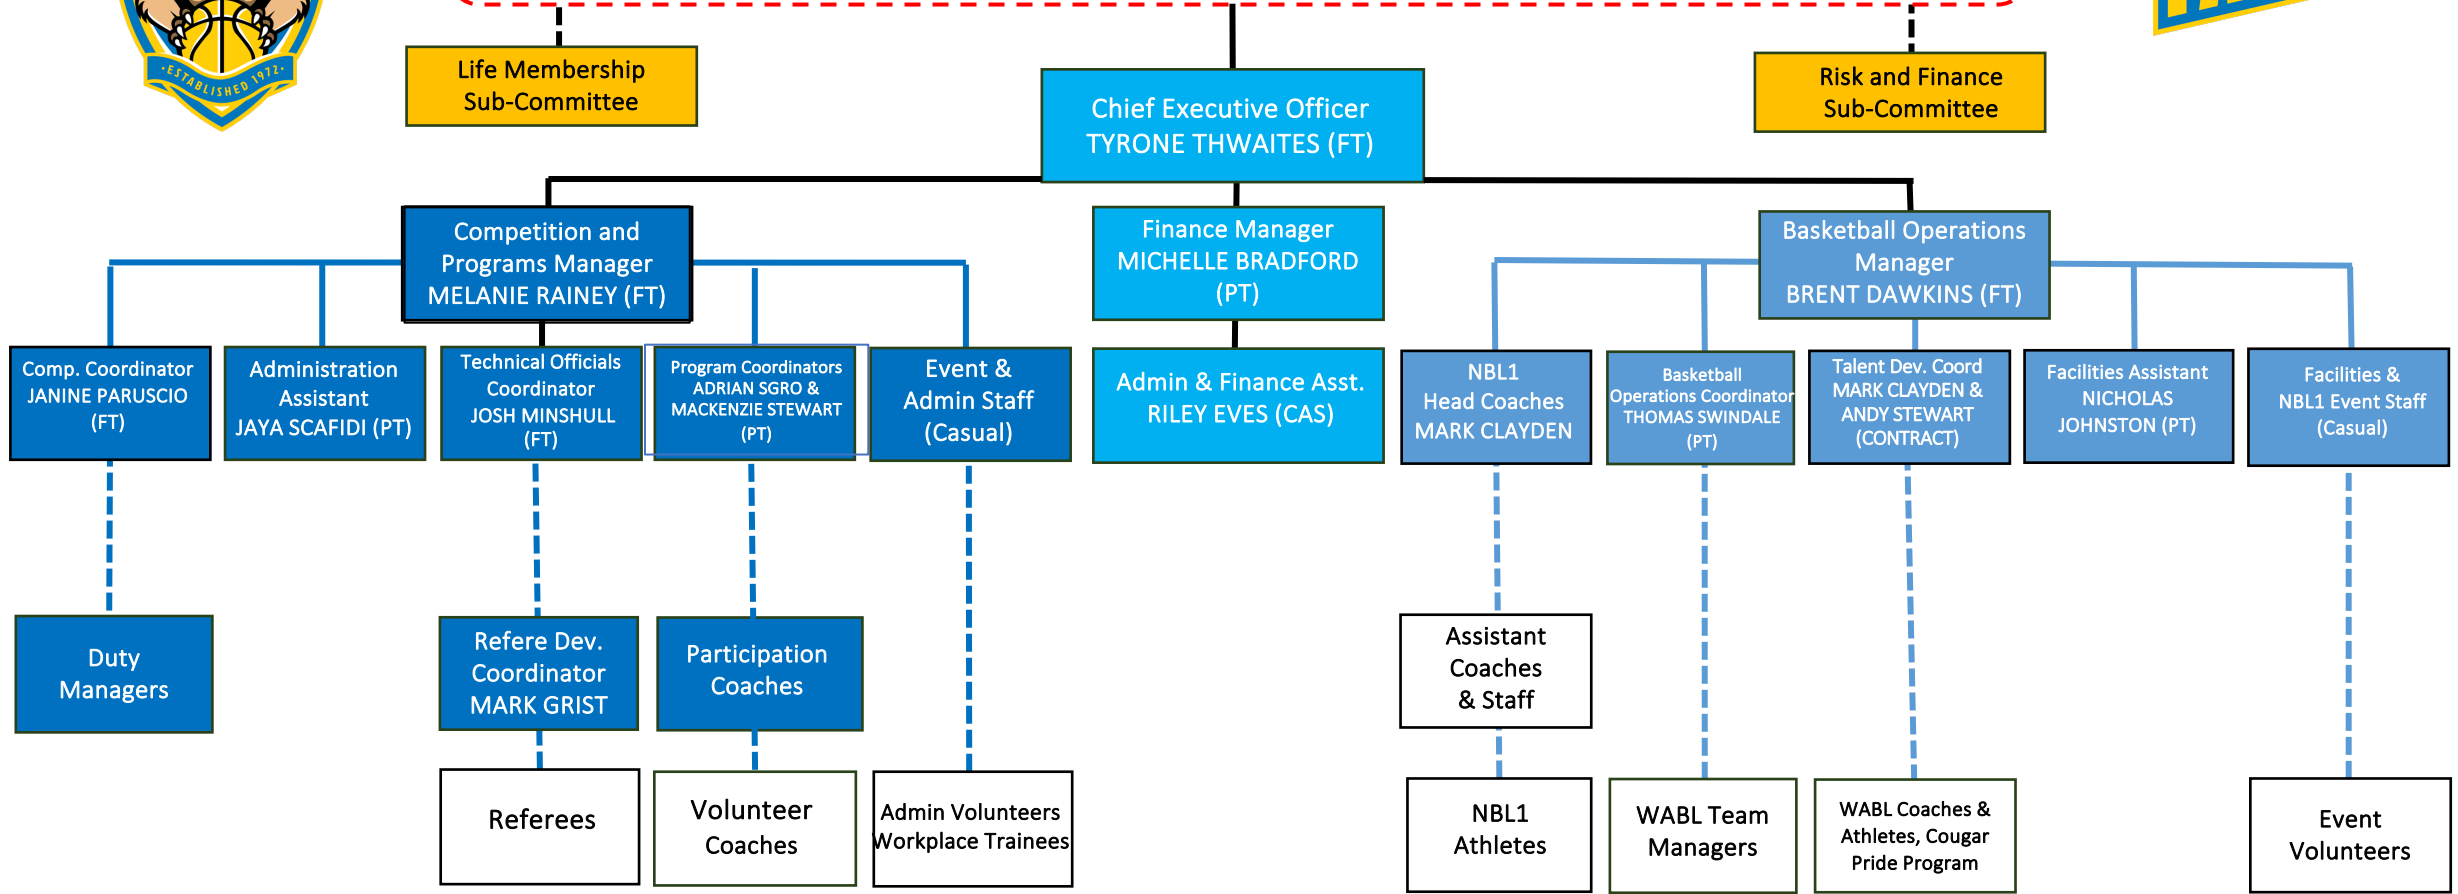 ·ESTABLISHED 1972·
Life Membership
Sub-Committee
Chief Executive Officer
TYRONE THWAITES (FT)
Risk and Finance
Sub-Committee
Competition and
Programs Manager
MELANIE RAINEY (FT)
Finance Manager
MICHELLE BRADFORD
(PT)
Basketball Operations
Manager
BRENT DAWKINS (FT)
Comp. Coordinator
JANINE PARUSCIO
(FT)
Administration
Assistant
JAYA SCAFIDI (PT)
Technical Officials
Coordinator
JOSH MINSHULL
(FT)
Program Coordinators
ADRIAN SGRO &
MACKENZIE STEWART
(PT)
Event &
Admin Staff
(Casual)
Admin & Finance Asst.
RILEY EVES (CAS)
NBL1
Head Coaches
MARK CLAYDEN
Basketball
Operations Coordinator
THOMAS SWINDALE
(PT)
Talent Dev. Coord
MARK CLAYDEN &
ANDY STEWART
(CONTRACT)
Facilities Assistant
NICHOLAS
JOHNSTON (PT)
Facilities &
NBL1 Event Staff
(Casual)
Duty
Managers
Refere Dev.
Coordinator
MARK GRIST
Participation
Coaches
Assistant
Coaches
& Staff
Referees
Volunteer
Coaches
Admin Volunteers
Workplace Trainees
NBL1
Athletes
WABL Team
Managers
WABL Coaches &
Athletes, Cougar
Pride Program
Event
Volunteers